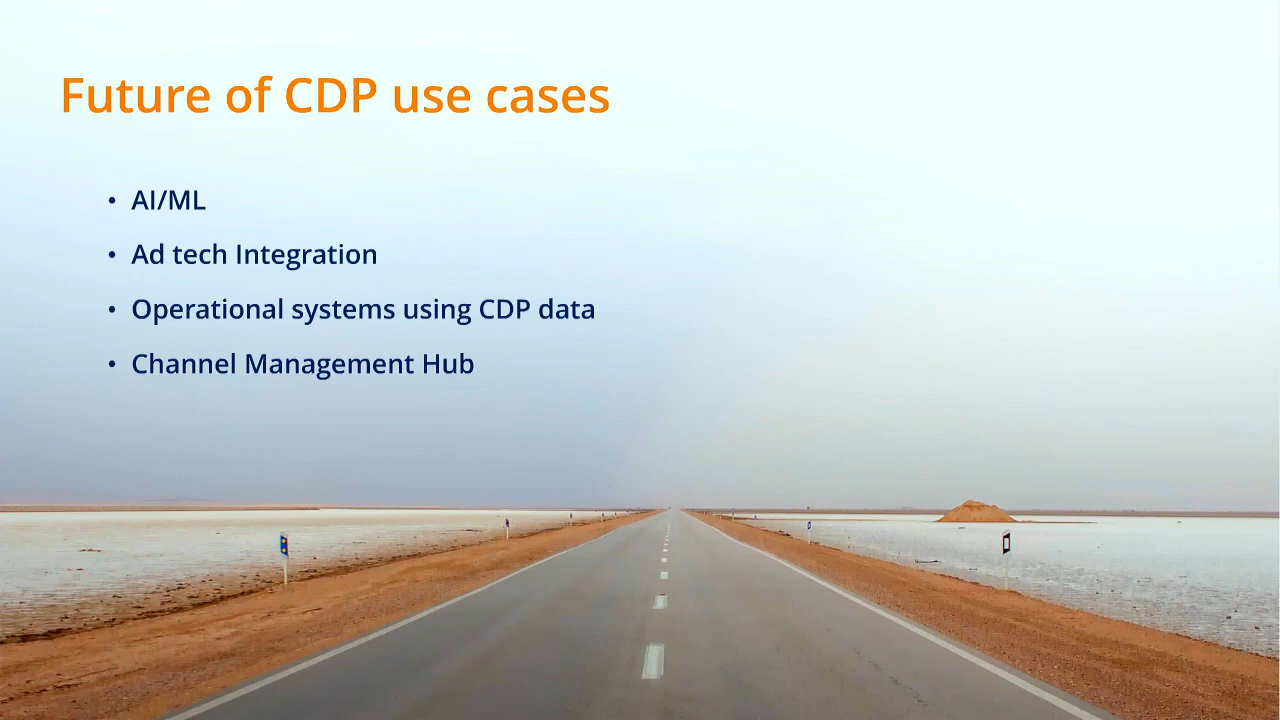 Future of CDP use cases
• AI/ML
• Ad tech Integration
• Operational systems using CDP data
• Channel Management Hub